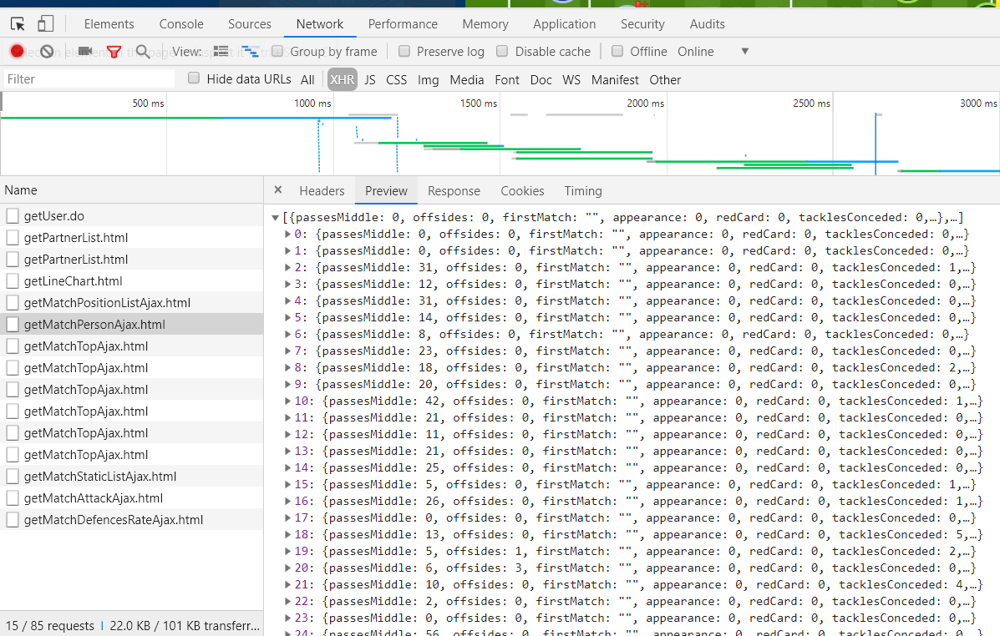 Elements Console Sources Network Performance Memory Application Security Audits
View: Group by frame Preserve log Disable cache Offline Online
Filter Hide data URLs All XHR JS CSS Img Media Font Doc WS Manifest Other
500 ms 1000 ms 1500 ms 2000 ms 2500 ms 3000 ms
Name
getUser.do
getPartnerList.html
getPartnerList.html
getLineChart.html
getMatchPositionListAjax.html
getMatchPersonAjax.html
getMatchTopAjax.html
getMatchTopAjax.html
getMatchTopAjax.html
getMatchTopAjax.html
getMatchTopAjax.html
getMatchTopAjax.html
getMatchStaticListAjax.html
getMatchAttackAjax.html
getMatchDefencesRateAjax.html
15 / 85 requests | 22.0 KB / 101 KB transferr...
× Headers Preview Response Cookies Timing
[{passesMiddle: 0, offsides: 0, firstMatch: "", appearance: 0, redCard: 0, tacklesConceded: 0,…},…]
0: {passesMiddle: 0, offsides: 0, firstMatch: "", appearance: 0, redCard: 0, tacklesConceded: 0,…}
1: {passesMiddle: 0, offsides: 0, firstMatch: "", appearance: 0, redCard: 0, tacklesConceded: 0,…}
2: {passesMiddle: 31, offsides: 0, firstMatch: "", appearance: 0, redCard: 0, tacklesConceded: 1,…}
3: {passesMiddle: 12, offsides: 0, firstMatch: "", appearance: 0, redCard: 0, tacklesConceded: 0,…}
4: {passesMiddle: 31, offsides: 0, firstMatch: "", appearance: 0, redCard: 0, tacklesConceded: 0,…}
5: {passesMiddle: 14, offsides: 0, firstMatch: "", appearance: 0, redCard: 0, tacklesConceded: 0,…}
6: {passesMiddle: 8, offsides: 0, firstMatch: "", appearance: 0, redCard: 0, tacklesConceded: 0,…}
7: {passesMiddle: 23, offsides: 0, firstMatch: "", appearance: 0, redCard: 0, tacklesConceded: 0,…}
8: {passesMiddle: 18, offsides: 0, firstMatch: "", appearance: 0, redCard: 0, tacklesConceded: 2,…}
9: {passesMiddle: 20, offsides: 0, firstMatch: "", appearance: 0, redCard: 0, tacklesConceded: 0,…}
10: {passesMiddle: 42, offsides: 0, firstMatch: "", appearance: 0, redCard: 0, tacklesConceded: 1,…}
11: {passesMiddle: 21, offsides: 0, firstMatch: "", appearance: 0, redCard: 0, tacklesConceded: 0,…}
12: {passesMiddle: 11, offsides: 0, firstMatch: "", appearance: 0, redCard: 0, tacklesConceded: 0,…}
13: {passesMiddle: 21, offsides: 0, firstMatch: "", appearance: 0, redCard: 0, tacklesConceded: 0,…}
14: {passesMiddle: 25, offsides: 0, firstMatch: "", appearance: 0, redCard: 0, tacklesConceded: 0,…}
15: {passesMiddle: 5, offsides: 0, firstMatch: "", appearance: 0, redCard: 0, tacklesConceded: 1,…}
16: {passesMiddle: 26, offsides: 0, firstMatch: "", appearance: 0, redCard: 0, tacklesConceded: 1,…}
17: {passesMiddle: 0, offsides: 0, firstMatch: "", appearance: 0, redCard: 0, tacklesConceded: 0,…}
18: {passesMiddle: 13, offsides: 0, firstMatch: "", appearance: 0, redCard: 0, tacklesConceded: 5,…}
19: {passesMiddle: 5, offsides: 1, firstMatch: "", appearance: 0, redCard: 0, tacklesConceded: 2,…}
20: {passesMiddle: 6, offsides: 3, firstMatch: "", appearance: 0, redCard: 0, tacklesConceded: 0,…}
21: {passesMiddle: 10, offsides: 0, firstMatch: "", appearance: 0, redCard: 0, tacklesConceded: 4,…}
22: {passesMiddle: 2, offsides: 0, firstMatch: "", appearance: 0, redCard: 0, tacklesConceded: 0,…}
23: {passesMiddle: 0, offsides: 0, firstMatch: "", appearance: 0, redCard: 0, tacklesConceded: 0,…}
24: {passesMiddle: 56, offsides: 0, firstMatch: "", appearance: 0, redCard: 0, tacklesConceded: 0,…}